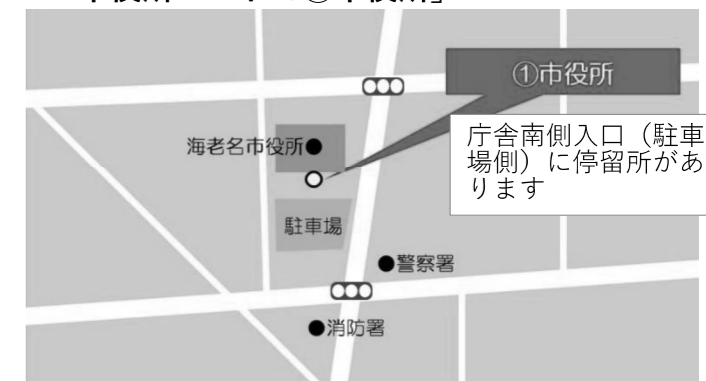 ①市役所
庁舎南側入口（駐車
場側）に停留所があ
ります
海老名市役所
駐車場
警察署
消防署